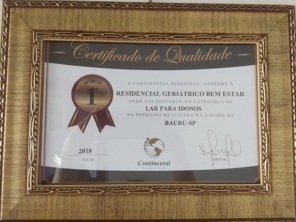 Certificado de Qualidade
A CONTINENTAL PESQUISAS, CONFERE À
RESIDENCIAL GERIÁTRICO BEM ESTAR
ONDE FOI DESTAQUE NA CATEGORIA DE
LAR PARA IDOSOS
NA PESQUISA REALIZADA NA CIDADE DE
BAURU-SP
1
2018
Continental